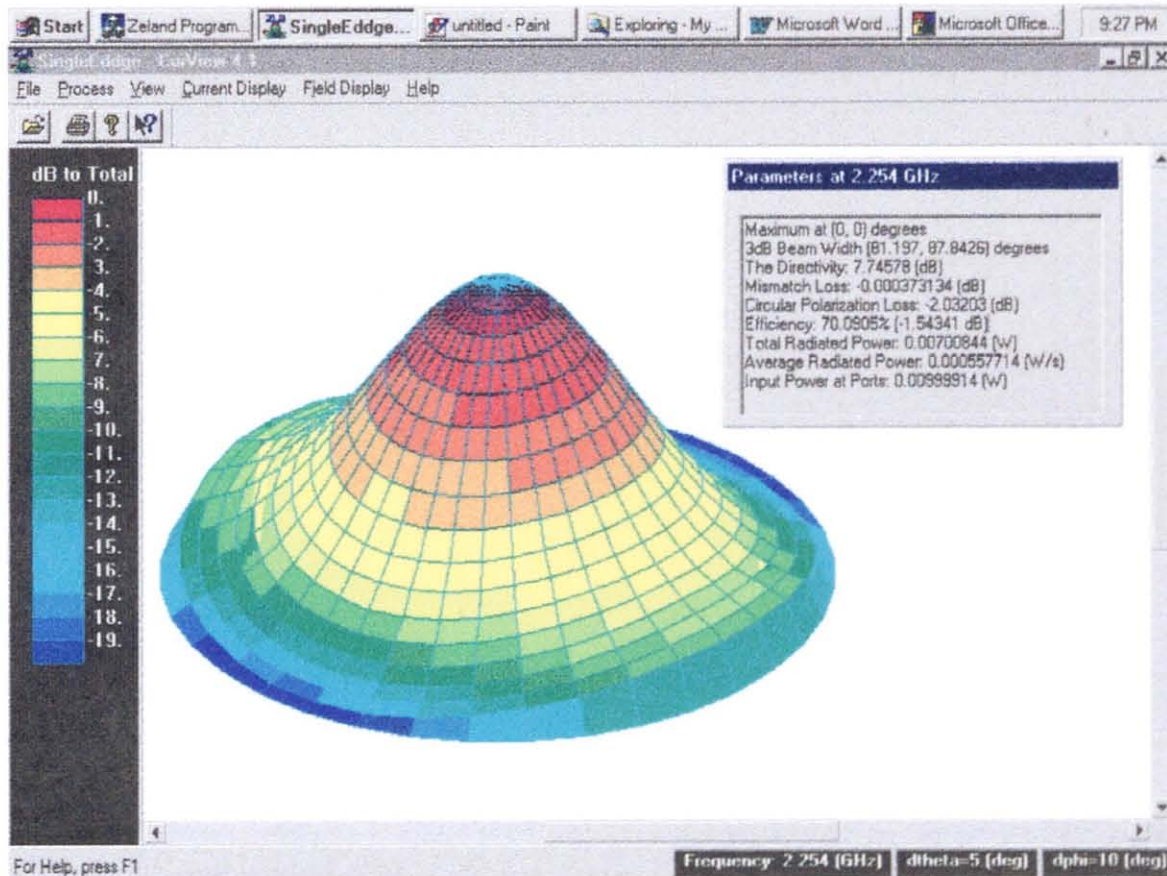 Start Zeland Program... SingleEddge... untitled - Paint Exploring - My ... Microsoft Word ... Microsoft Office... 9:27 PM
SingleEddge - CurView 4.1
File Process View Current Display Field Display Help
dB to Total
0.
-1.
-2.
-3.
-4.
-5.
-6.
-7.
-8.
-9.
-10.
-11.
-12.
-13.
-14.
-15.
-16.
-17.
-18.
-19.
Parameters at 2.254 GHz
Maximum at (0, 0) degrees
3dB Beam Width (81.197, 87.8426) degrees
The Directivity: 7.74578 (dB)
Mismatch Loss: -0.000373134 (dB)
Circular Polarization Loss: -2.03203 (dB)
Efficiency: 70.0905% (-1.54341 dB)
Total Radiated Power: 0.00700844 (W)
Average Radiated Power: 0.000557714 (W/s)
Input Power at Ports: 0.00999914 (W)
For Help, press F1
Frequency: 2.254 (GHz) dtheta=5 (deg) dphi=10 (deg)